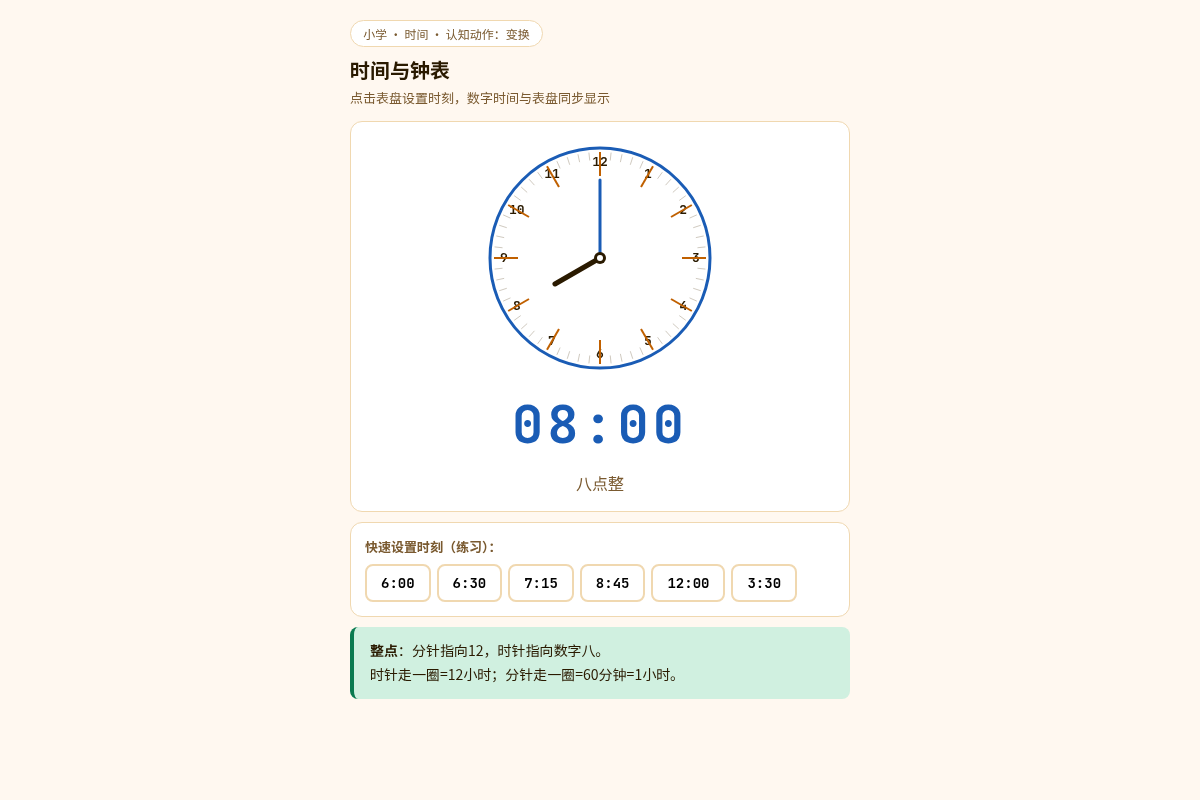 小学 · 时间 · 认知动作：变换
时间与钟表
点击表盘设置时刻，数字时间与表盘同步显示
12
11
1
10
2
9
3
8
4
7
5
6
08:00
八点整
快速设置时刻（练习）：
6:00 6:30 7:15 8:45 12:00 3:30
整点：分针指向12，时针指向数字八。
时针走一圈=12小时；分针走一圈=60分钟=1小时。